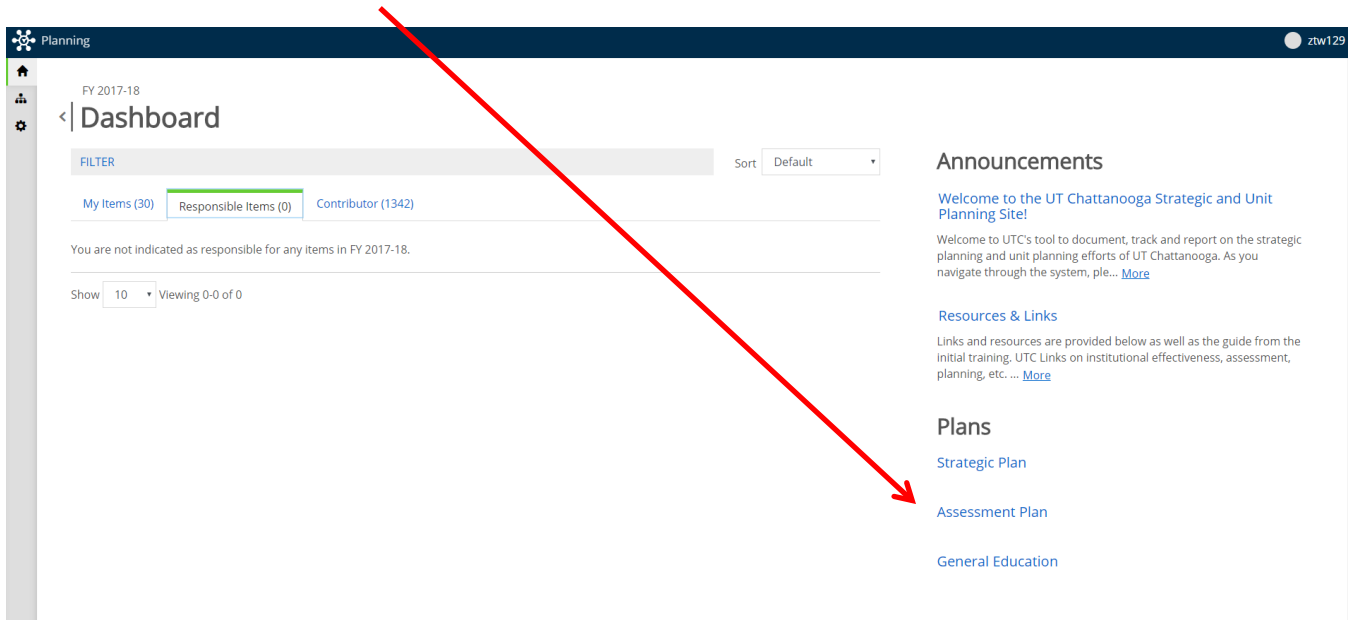 Planning
ztw129
FY 2017-18
< Dashboard
FILTER
Sort Default
My Items (30) Responsible Items (0) Contributor (1342)
You are not indicated as responsible for any items in FY 2017-18.
Show 10 Viewing 0-0 of 0
Announcements
Welcome to the UT Chattanooga Strategic and Unit
Planning Site!
Welcome to UTC's tool to document, track and report on the strategic
planning and unit planning efforts of UT Chattanooga. As you
navigate through the system, ple... More
Resources & Links
Links and resources are provided below as well as the guide from the
initial training. UTC Links on institutional effectiveness, assessment,
planning, etc. ... More
Plans
Strategic Plan
Assessment Plan
General Education